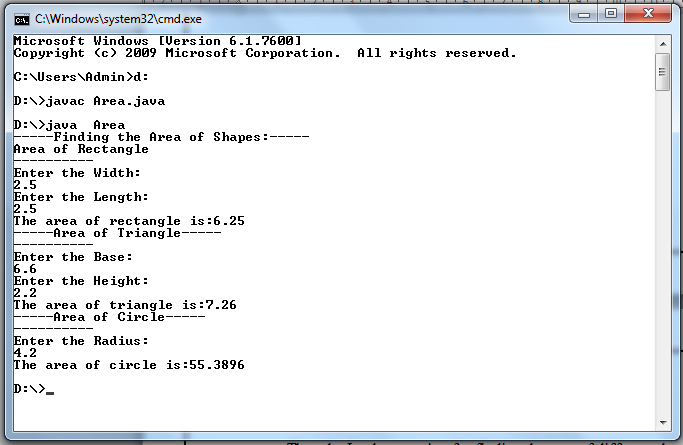 C:\Windows\system32\cmd.exe
Microsoft Windows [Version 6.1.7600]
Copyright (c) 2009 Microsoft Corporation.  All rights reserved.
C:\Users\Admin>d:
D:\>javac Area.java
D:\>java  Area
-----Finding the Area of Shapes:-----
Area of Rectangle
----------
Enter the Width:
2.5
Enter the Length:
2.5
The area of rectangle is:6.25
-----Area of Triangle-----
----------
Enter the Base:
6.6
Enter the Height:
2.2
The area of triangle is:7.26
-----Area of Circle-----
----------
Enter the Radius:
4.2
The area of circle is:55.3896
D:\>_